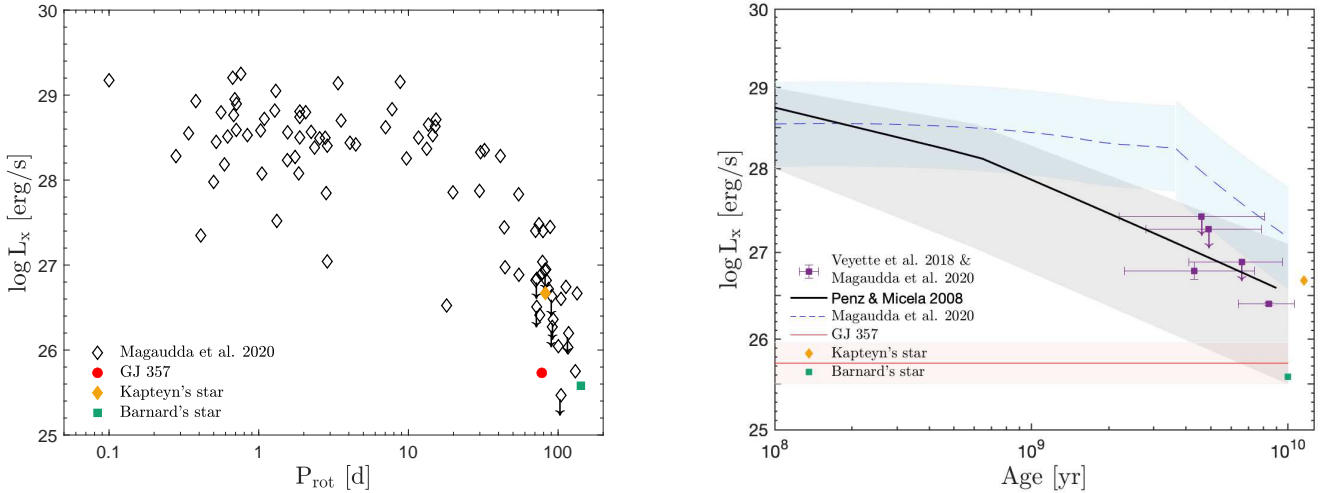 30
29
28
27
26
25
log Lx [erg/s]
Magaudda et al. 2020
GJ 357
Kapteyn's star
Barnard's star
0.1
1
10
100
Prot [d]
30
29
28
27
26
25
log Lx [erg/s]
Veyette et al. 2018 &
Magaudda et al. 2020
Penz & Micela 2008
Magaudda et al. 2020
GJ 357
Kapteyn's star
Barnard's star
10^8
10^9
10^10
Age [yr]